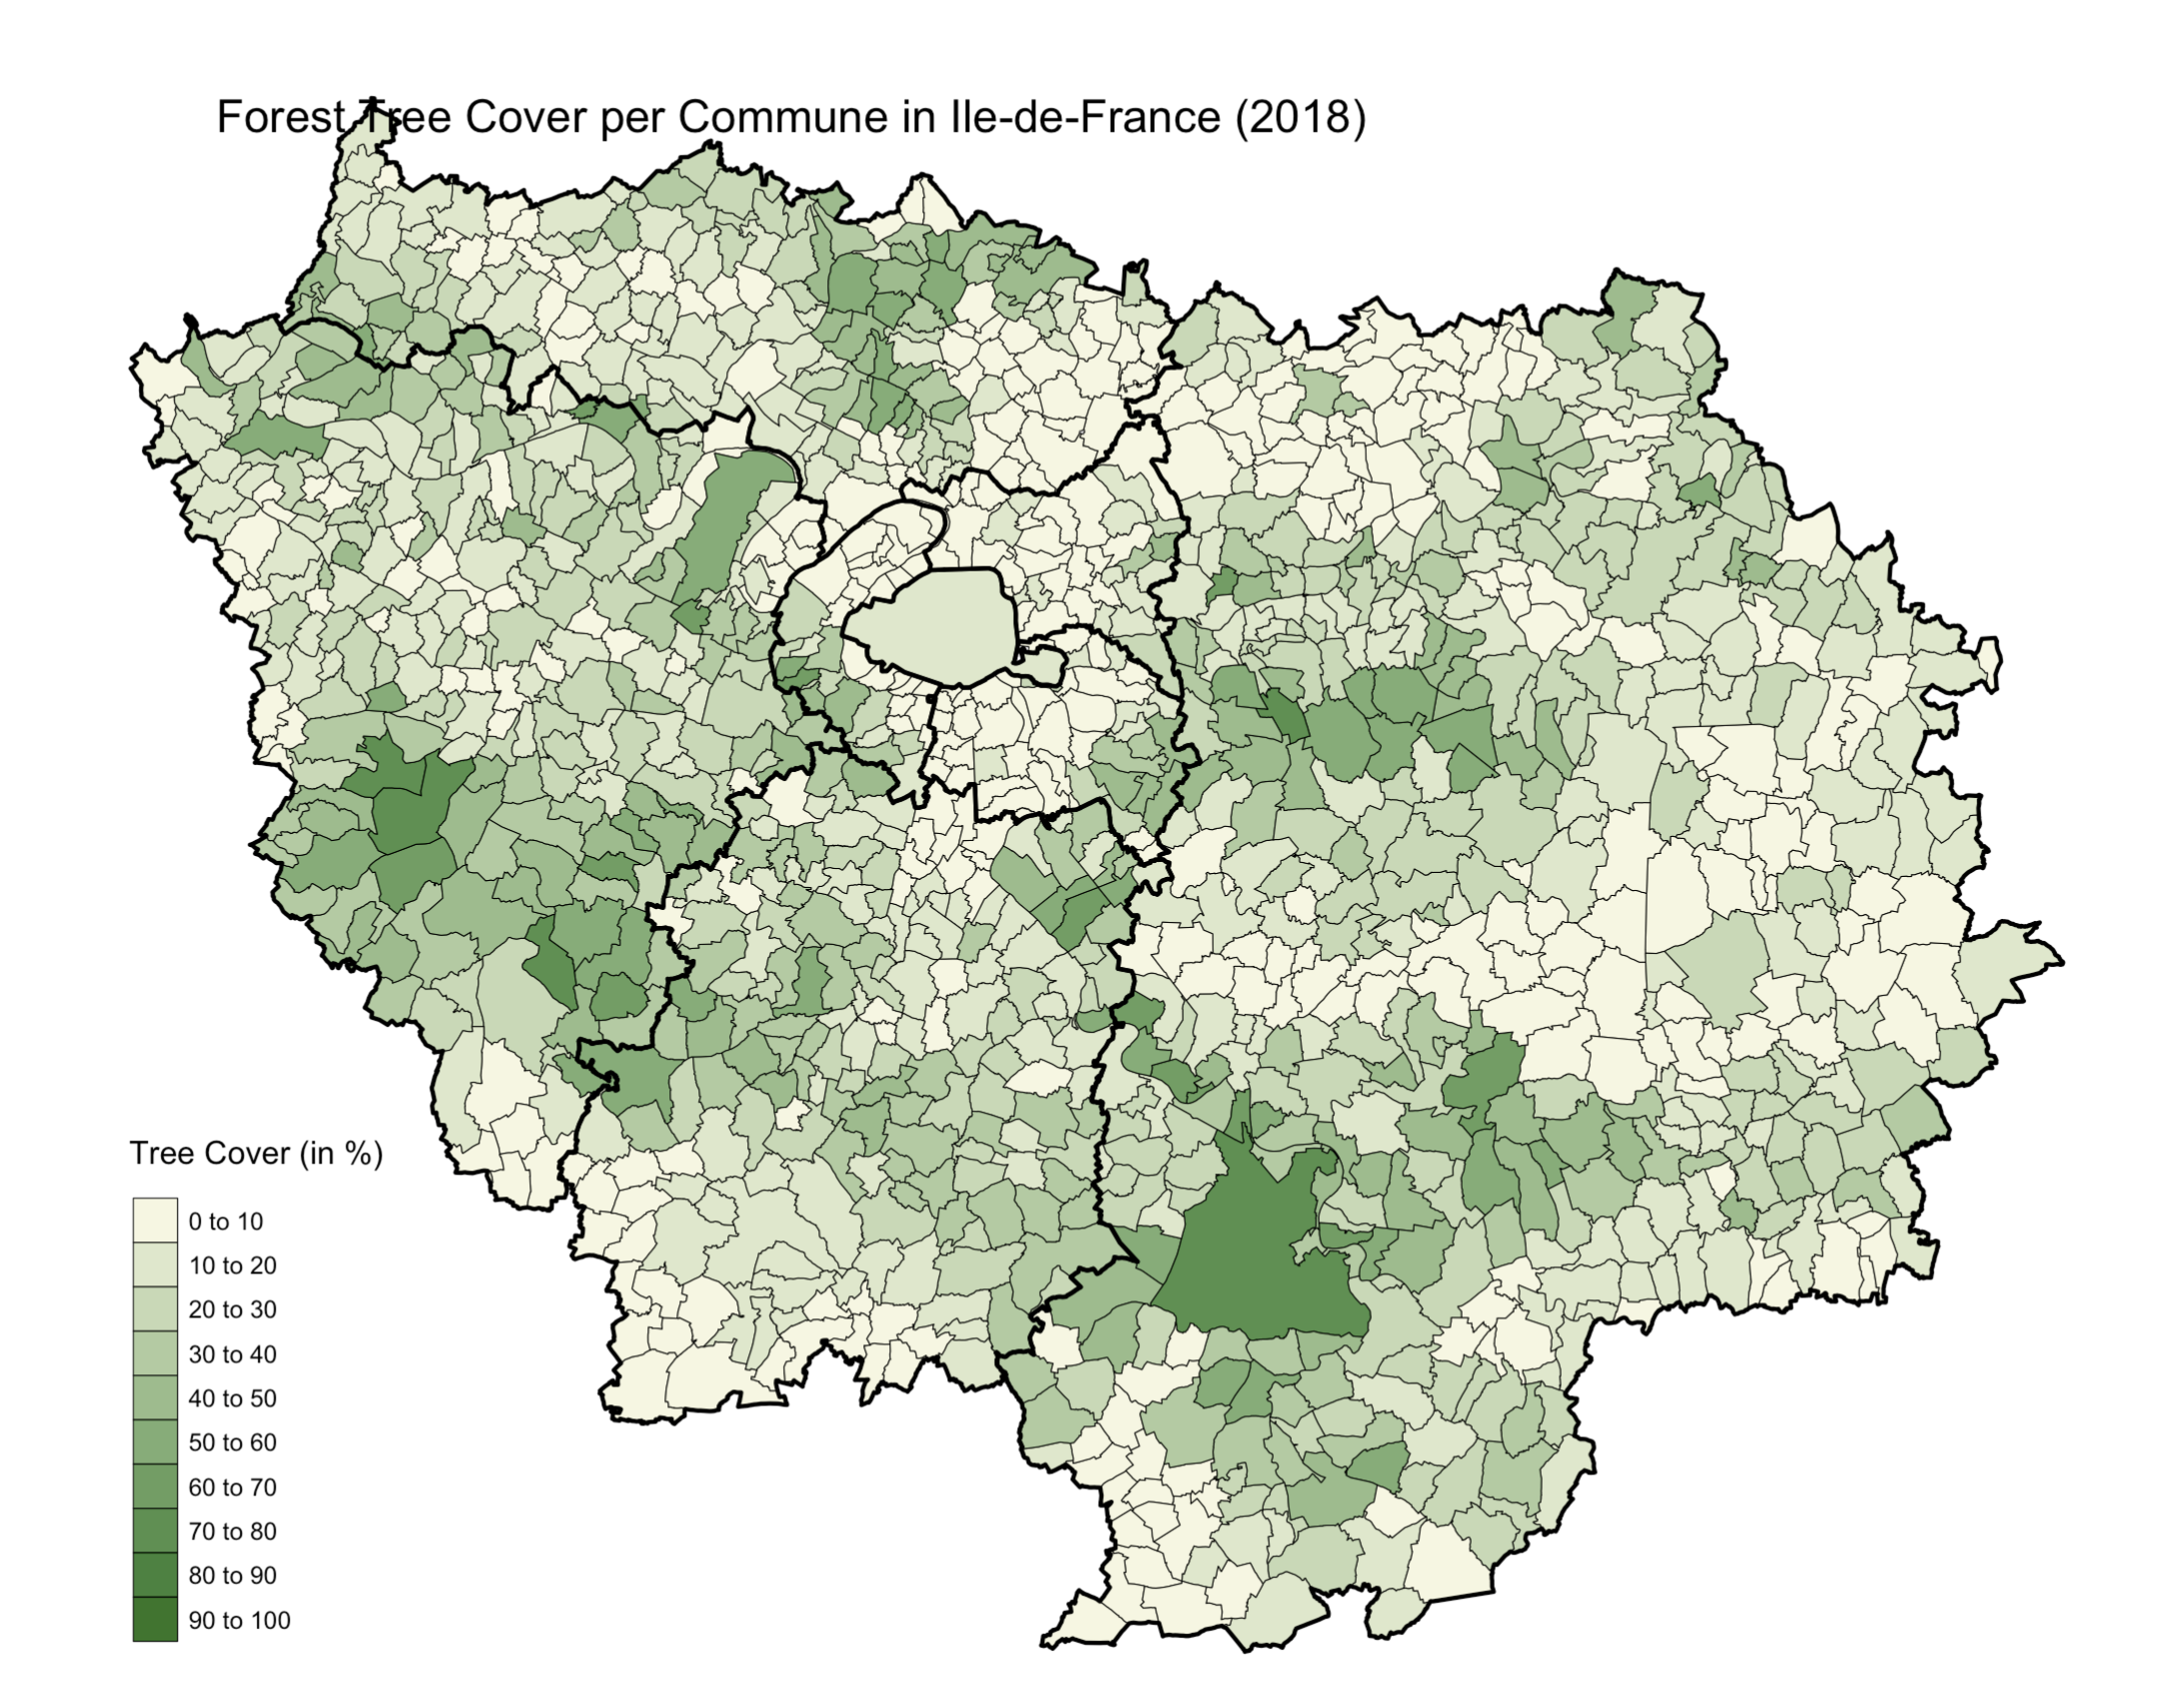 Forest Tree Cover per Commune in Ile-de-France (2018)
Tree Cover (in %)
0 to 10
10 to 20
20 to 30
30 to 40
40 to 50
50 to 60
60 to 70
70 to 80
80 to 90
90 to 100